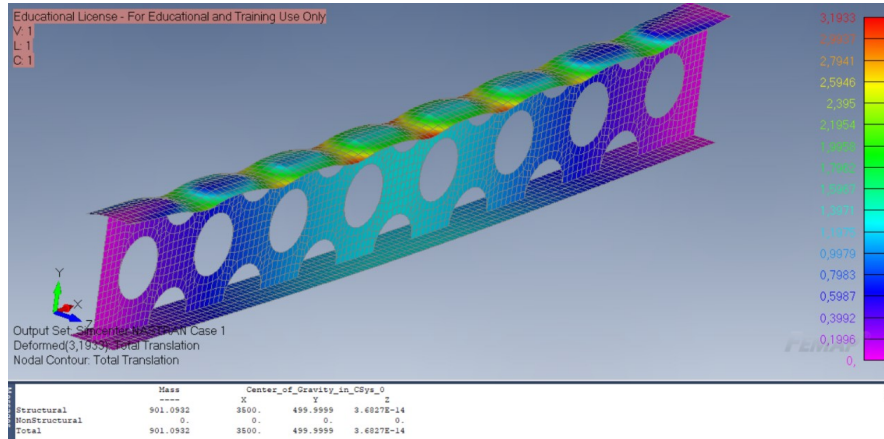 Educational License - For Educational and Training Use Only
V: 1
L: 1
C: 1
3,1933
2,7941
2,5946
2,395
2,1954
0,9979
0,7983
0,5987
0,3992
0,1996
0,
Y
X
Z
Output Set: Simcenter NASTRAN Case 1
Deformed(3,1933): Total Translation
Nodal Contour: Total Translation
FEMAP
Mass Center_of_Gravity_in_CSys_0
---- X Y Z
Structural 901.0932 3500. 499.9999 3.6827E-14
NonStructural 0. 0. 0. 0.
Total 901.0932 3500. 499.9999 3.6827E-14